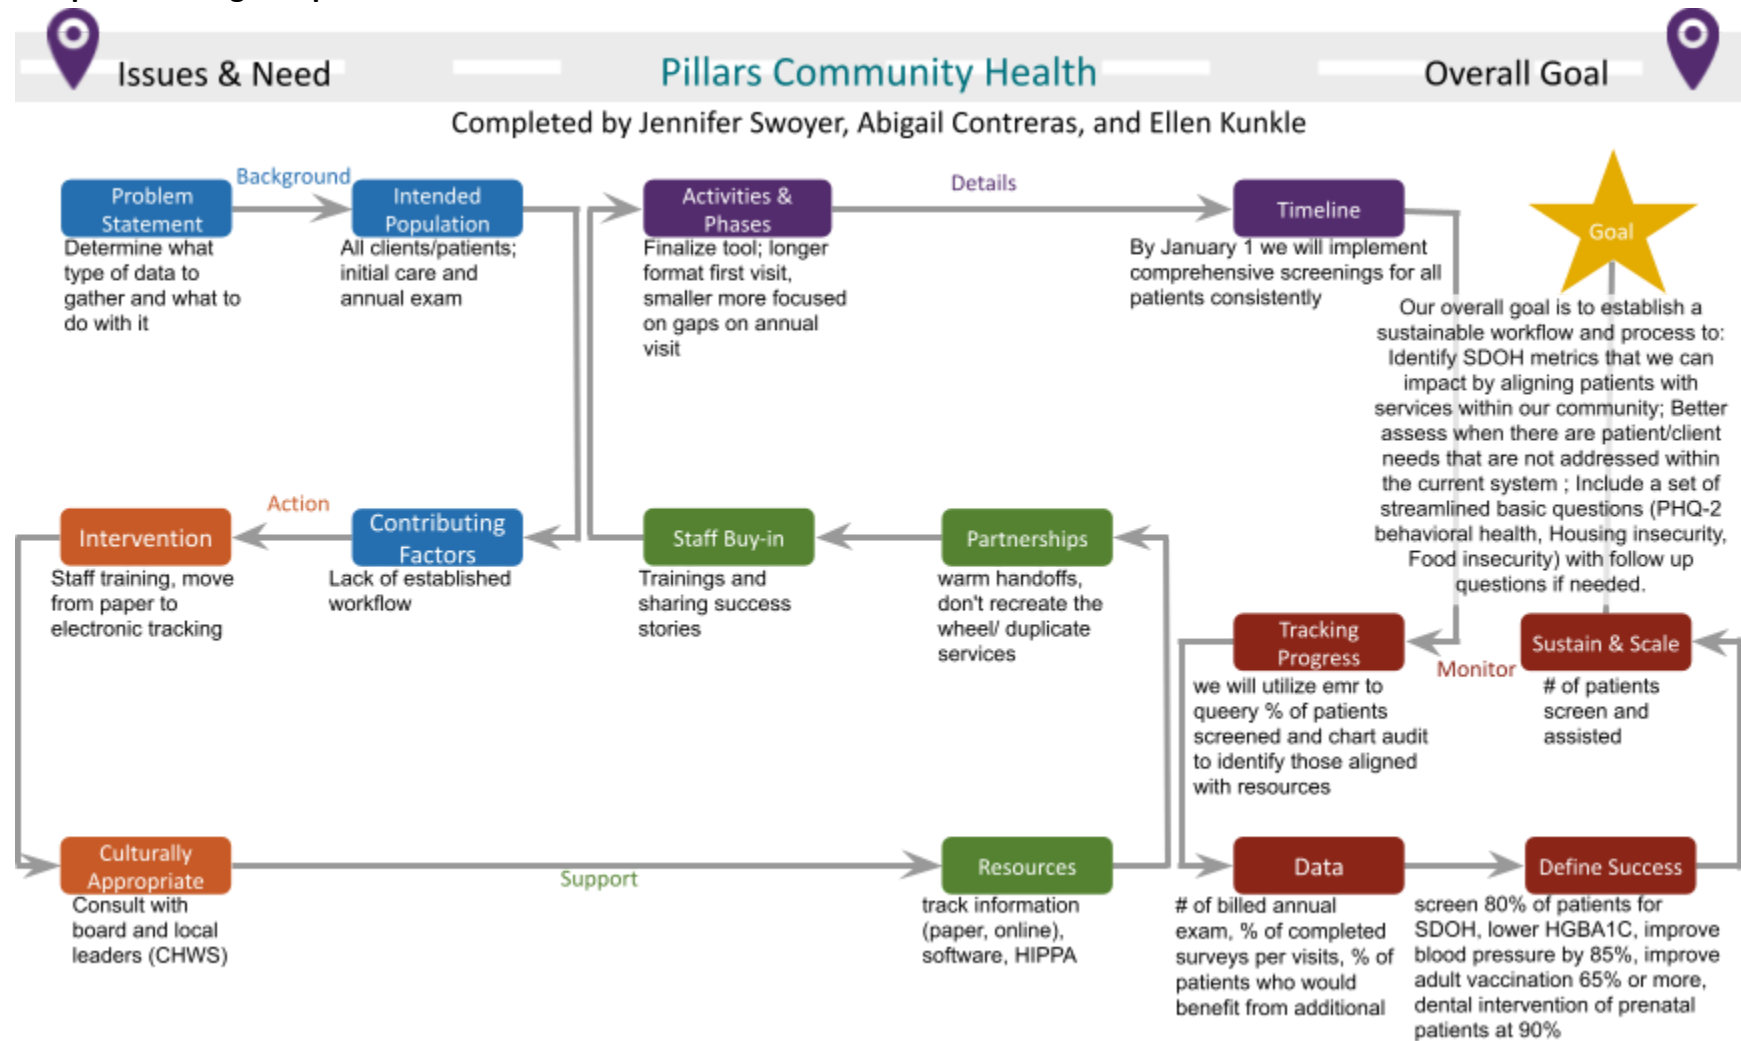 Issues & Need
Pillars Community Health
Overall Goal
Completed by Jennifer Swoyer, Abigail Contreras, and Ellen Kunkle
Problem
Statement
Background
Intended
Population
Activities &
Phases
Details
Timeline
Goal
Determine what
type of data to
gather and what to
do with it
All clients/patients;
initial care and
annual exam
Finalize tool; longer
format first visit,
smaller more focused
on gaps on annual
visit
By January 1 we will implement
comprehensive screenings for all
patients consistently
Our overall goal is to establish a
sustainable workflow and process to:
Identify SDOH metrics that we can
impact by aligning patients with
services within our community; Better
assess when there are patient/client
needs that are not addressed within
the current system ; Include a set of
streamlined basic questions (PHQ-2
behavioral health, Housing insecurity,
Food insecurity) with follow up
questions if needed.
Intervention
Action
Contributing
Factors
Staff Buy-in
Partnerships
Staff training, move
from paper to
electronic tracking
Lack of established
workflow
Trainings and
sharing success
stories
warm handoffs,
don't recreate the
wheel/ duplicate
services
Tracking
Progress
Monitor
Sustain & Scale
we will utilize emr to
queery % of patients
screened and chart audit
to identify those aligned
with resources
# of patients
screen and
assisted
Culturally
Appropriate
Support
Resources
Data
Define Success
Consult with
board and local
leaders (CHWS)
track information
(paper, online),
software, HIPPA
# of billed annual
exam, % of completed
surveys per visits, % of
patients who would
benefit from additional
screen 80% of patients for
SDOH, lower HGBA1C, improve
blood pressure by 85%, improve
adult vaccination 65% or more,
dental intervention of prenatal
patients at 90%